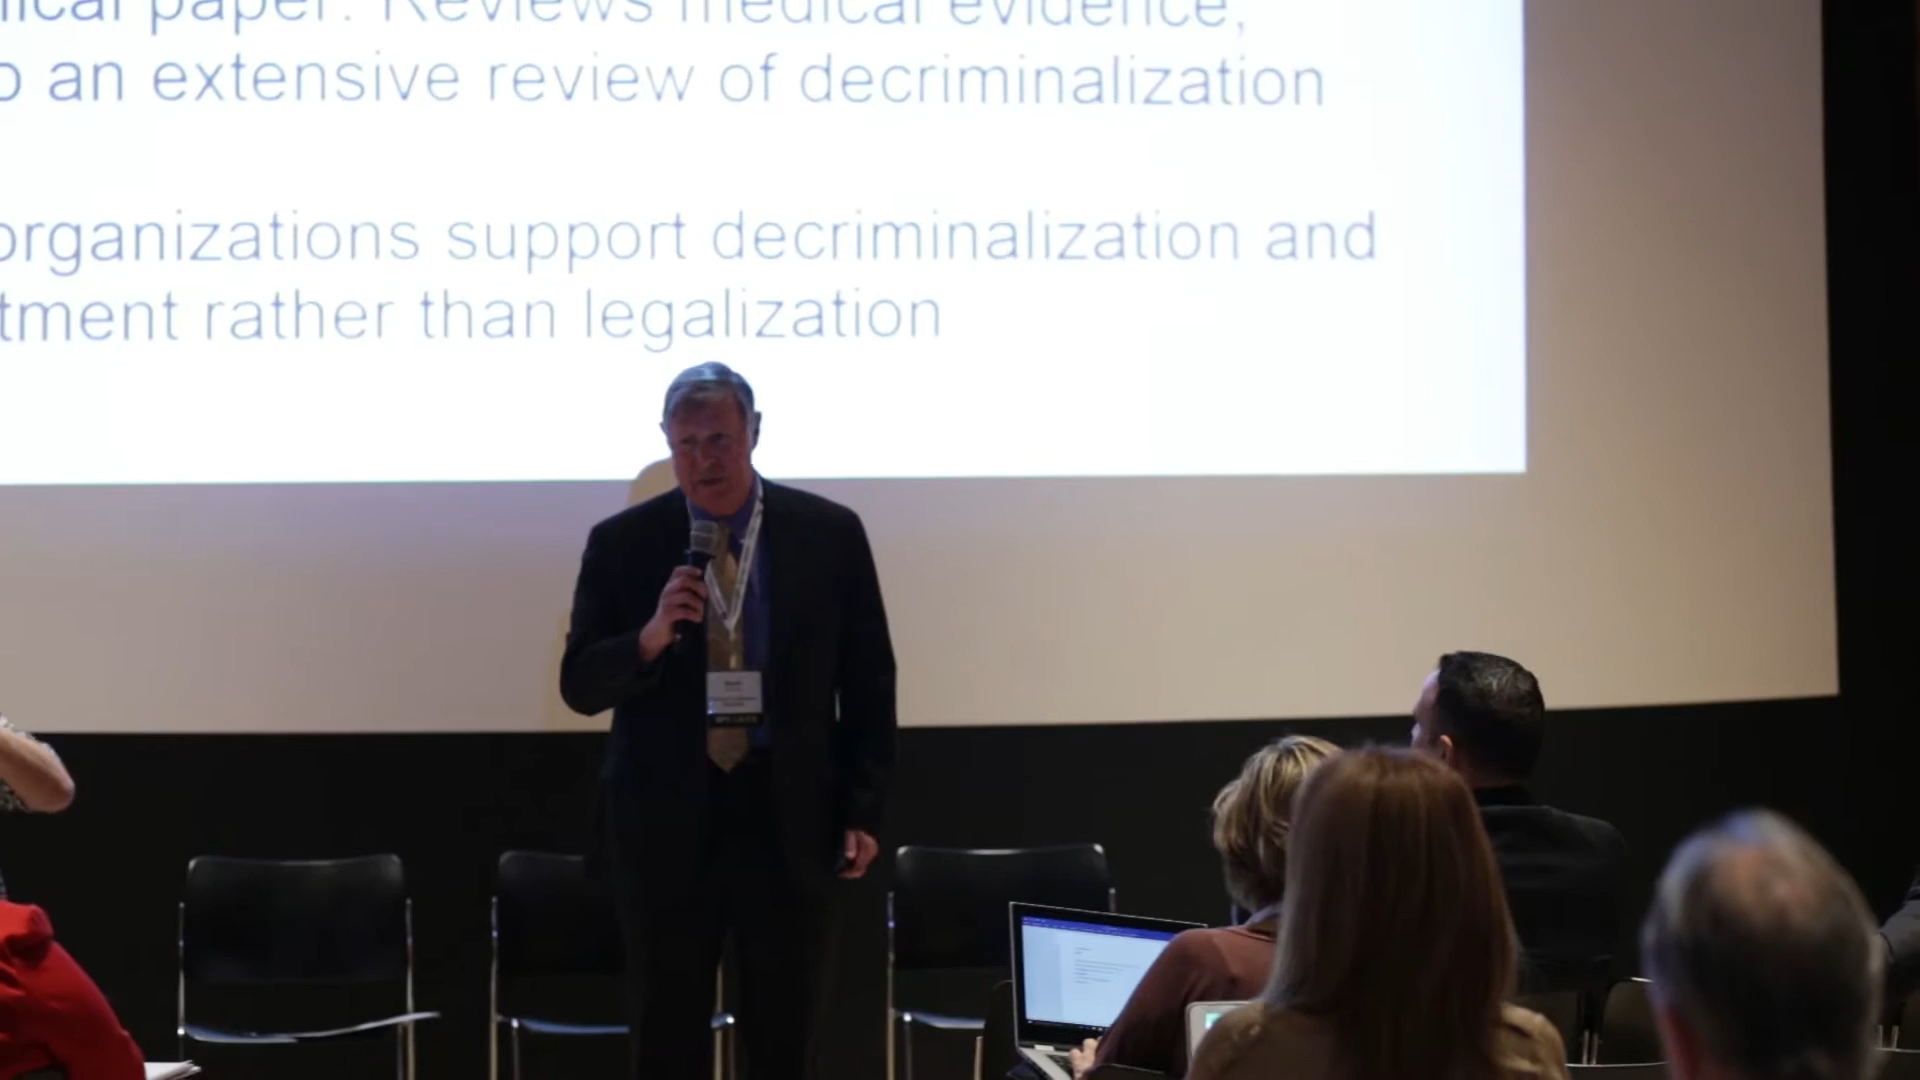 ical paper: Reviews medical evidence,
o an extensive review of decriminalization
organizations support decriminalization and
tment rather than legalization